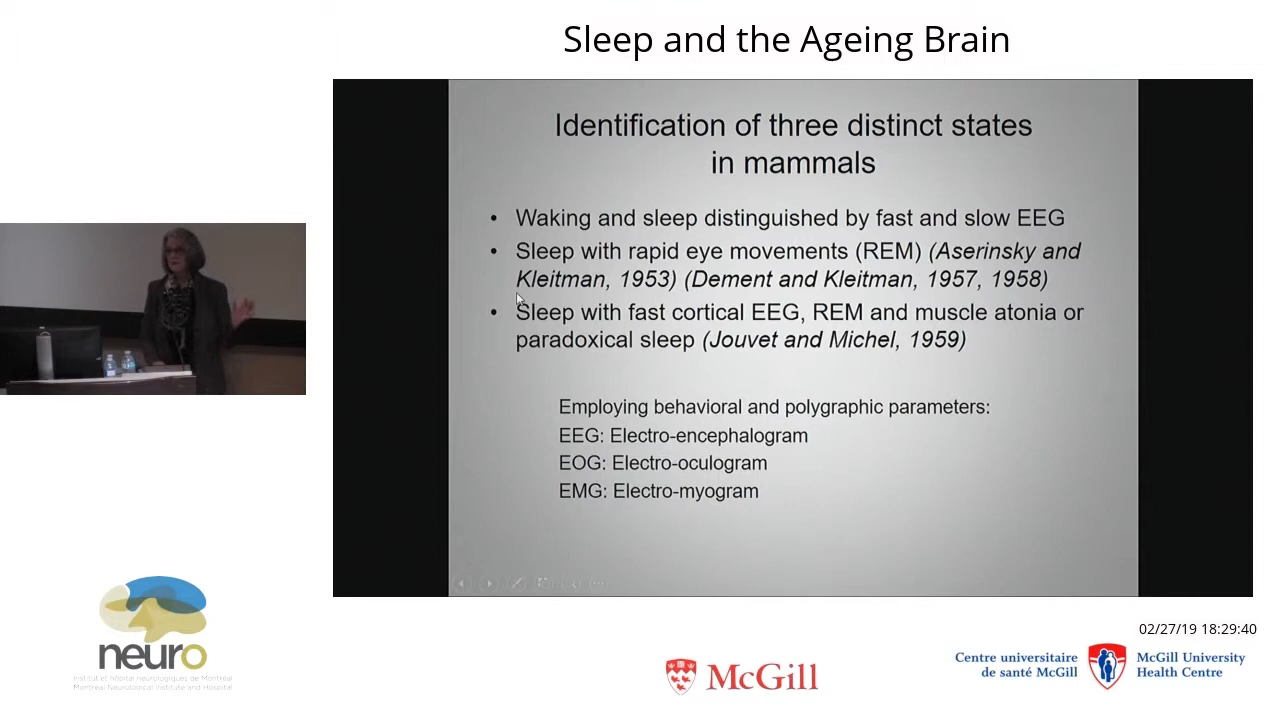 Sleep and the Ageing Brain
Identification of three distinct states
in mammals
• Waking and sleep distinguished by fast and slow EEG
• Sleep with rapid eye movements (REM) (Aserinsky and
Kleitman, 1953) (Dement and Kleitman, 1957, 1958)
• Sleep with fast cortical EEG, REM and muscle atonia or
paradoxical sleep (Jouvet and Michel, 1959)
Employing behavioral and polygraphic parameters:
EEG: Electro-encephalogram
EOG: Electro-oculogram
EMG: Electro-myogram
neuro
Institut et hôpital neurologiques de Montréal
Montreal Neurological Institute and Hospital
McGill
02/27/19 18:29:40
Centre universitaire
de santé McGill
McGill University
Health Centre